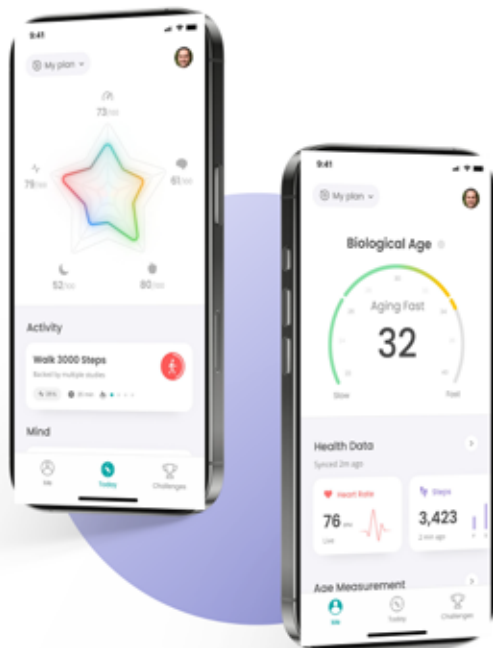 9:41
My plan
73/100
79/100
61/100
52/100
80/100
Activity
Walk 3000 Steps
Backed by multiple studies
30 min
Mind
Me
Today
Challenges
9:41
My plan
Biological Age
Aging Fast
32
Slow
Fast
Health Data
Synced 2m ago
Heart Rate
76
Live
Steps
3,423
2 min ago
Age Measurement
Me
Today
Challenges